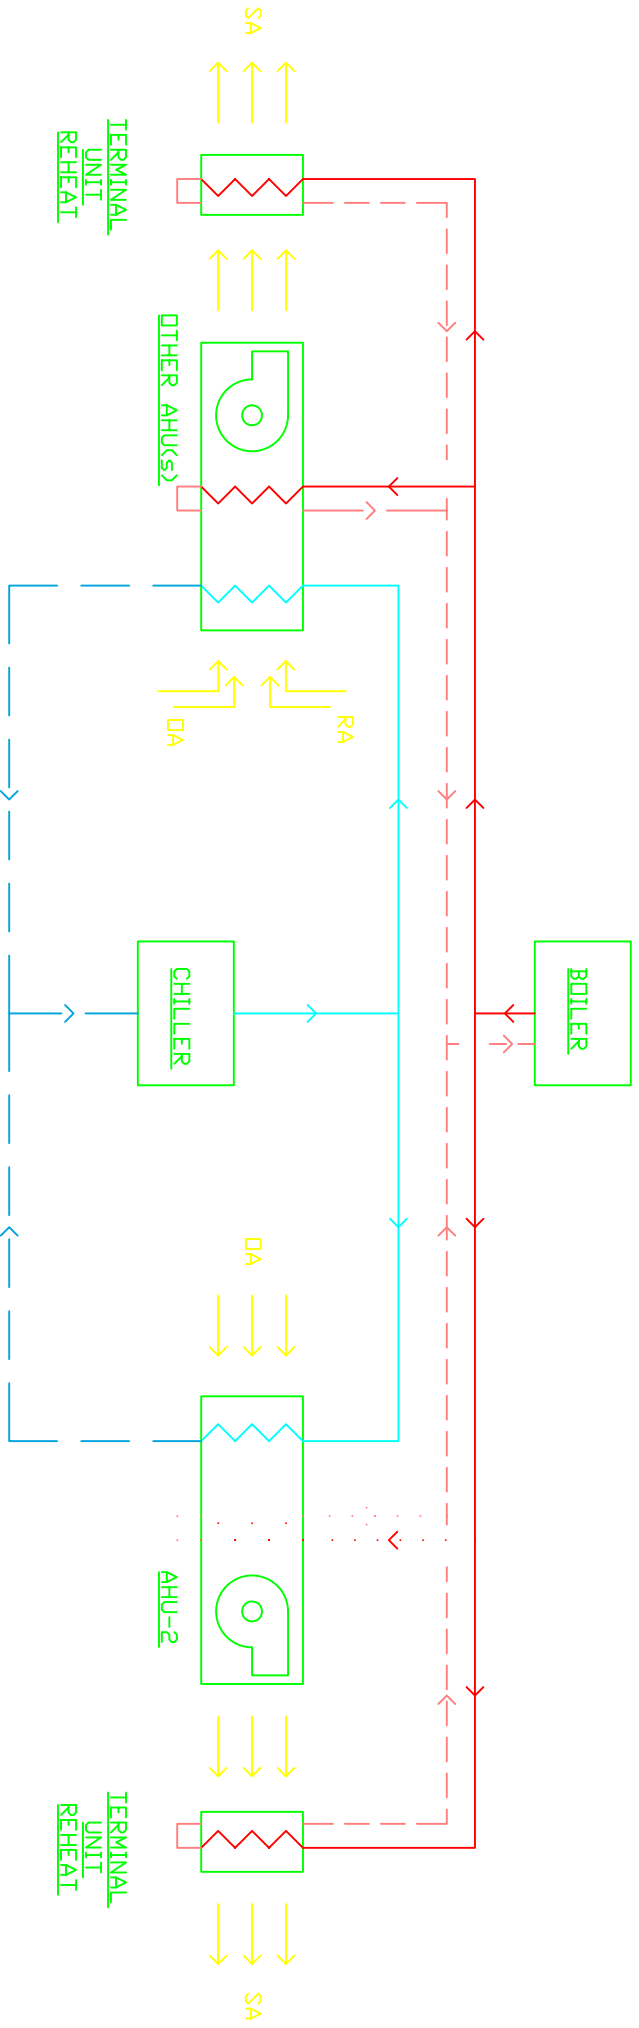 SA
TERMINAL
UNIT
REHEAT
OTHER AHU(s)
RA
OA
BOILER
CHILLER
OA
AHU-2
TERMINAL
UNIT
REHEAT
SA